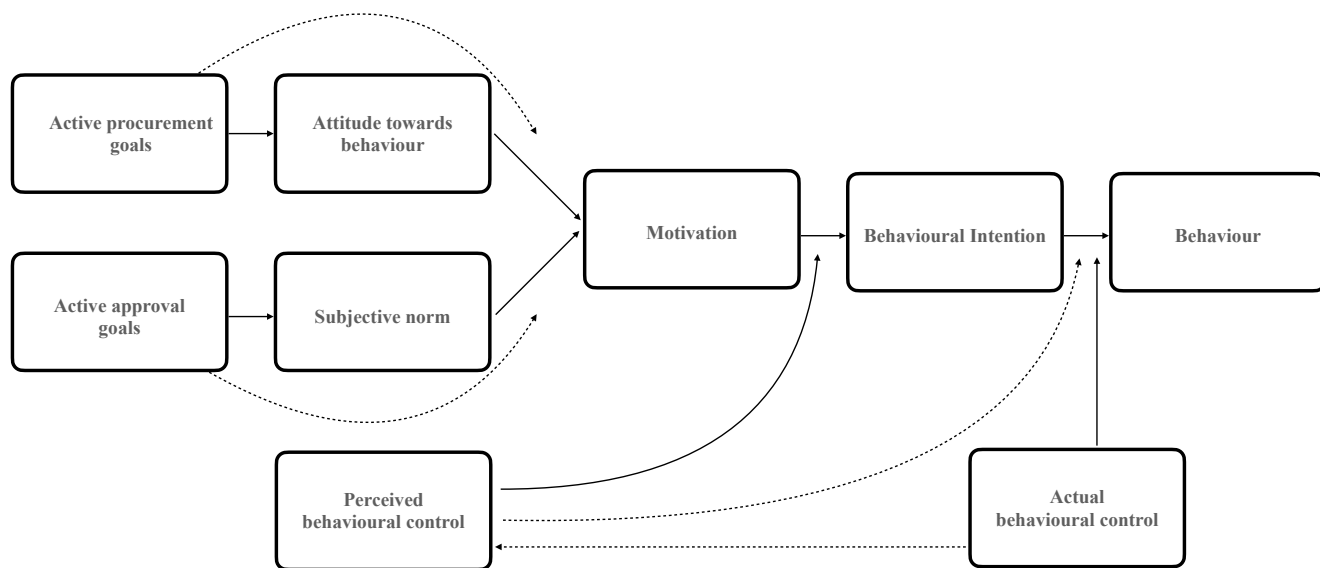 Active procurement
goals
Attitude towards
behaviour
Motivation
Behavioural Intention
Behaviour
Active approval
goals
Subjective norm
Perceived
behavioural control
Actual
behavioural control